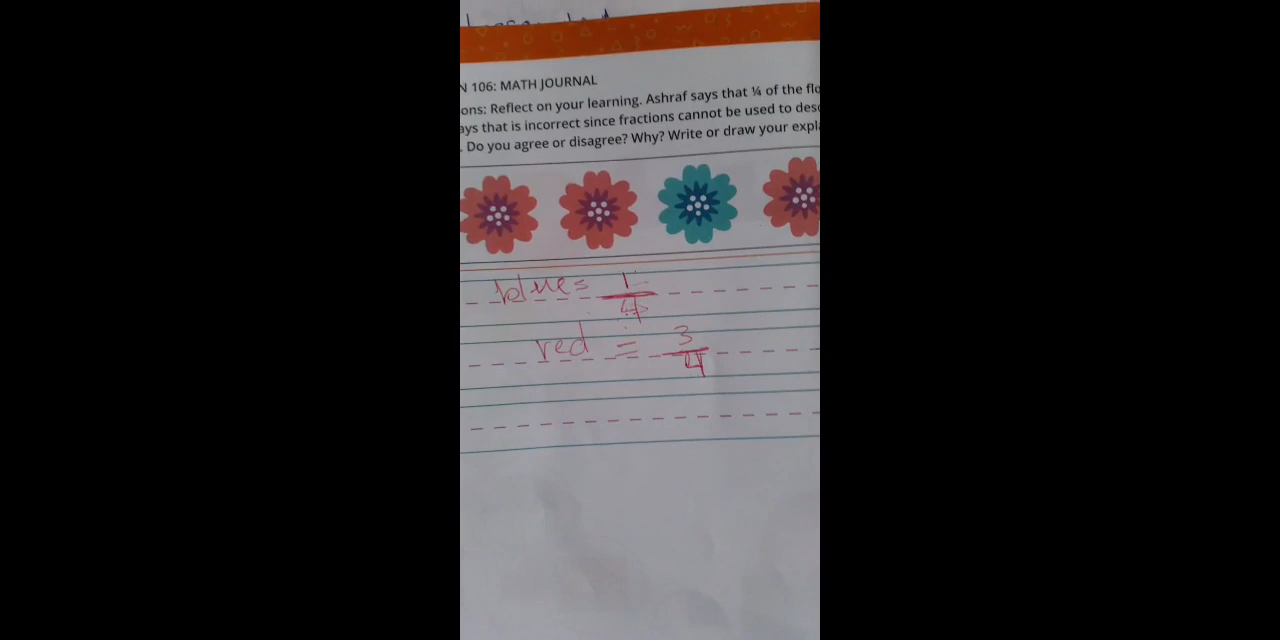 N 106: MATH JOURNAL
ons: Reflect on your learning. Ashraf says that ¼ of the flo
ays that is incorrect since fractions cannot be used to desc
. Do you agree or disagree? Why? Write or draw your expla
blue = 1/4
red = 3/4